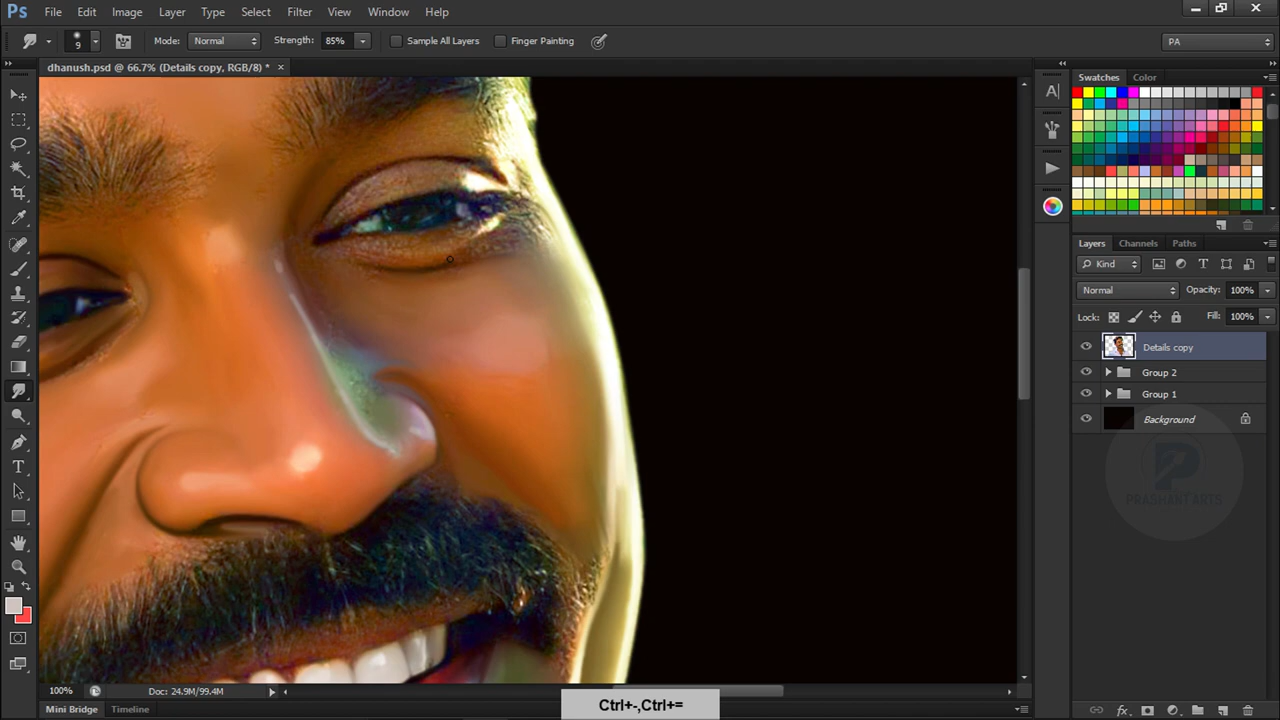 Ps File Edit Image Layer Type Select Filter View Window Help
9 Mode: Normal Strength: 85% Sample All Layers Finger Painting PA
dhanush.psd @ 66.7% (Details copy, RGB/8) * ×
Swatches Color
Layers Channels Paths
Kind
Normal Opacity: 100%
Lock: Fill: 100%
Details copy
Group 2
Group 1
Background
PRASHANT ARTS
100% Doc: 24.9M/99.4M
Ctrl+-,Ctrl+=
Mini Bridge Timeline